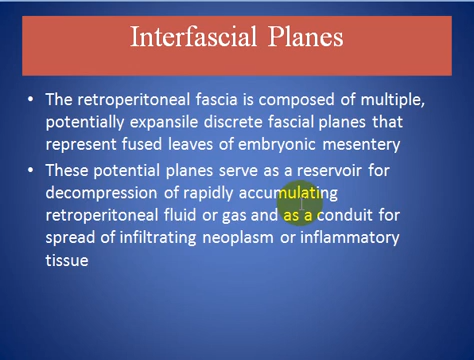 Interfascial Planes
• The retroperitoneal fascia is composed of multiple,
potentially expansile discrete fascial planes that
represent fused leaves of embryonic mesentery
• These potential planes serve as a reservoir for
decompression of rapidly accumulating
retroperitoneal fluid or gas and as a conduit for
spread of infiltrating neoplasm or inflammatory
tissue